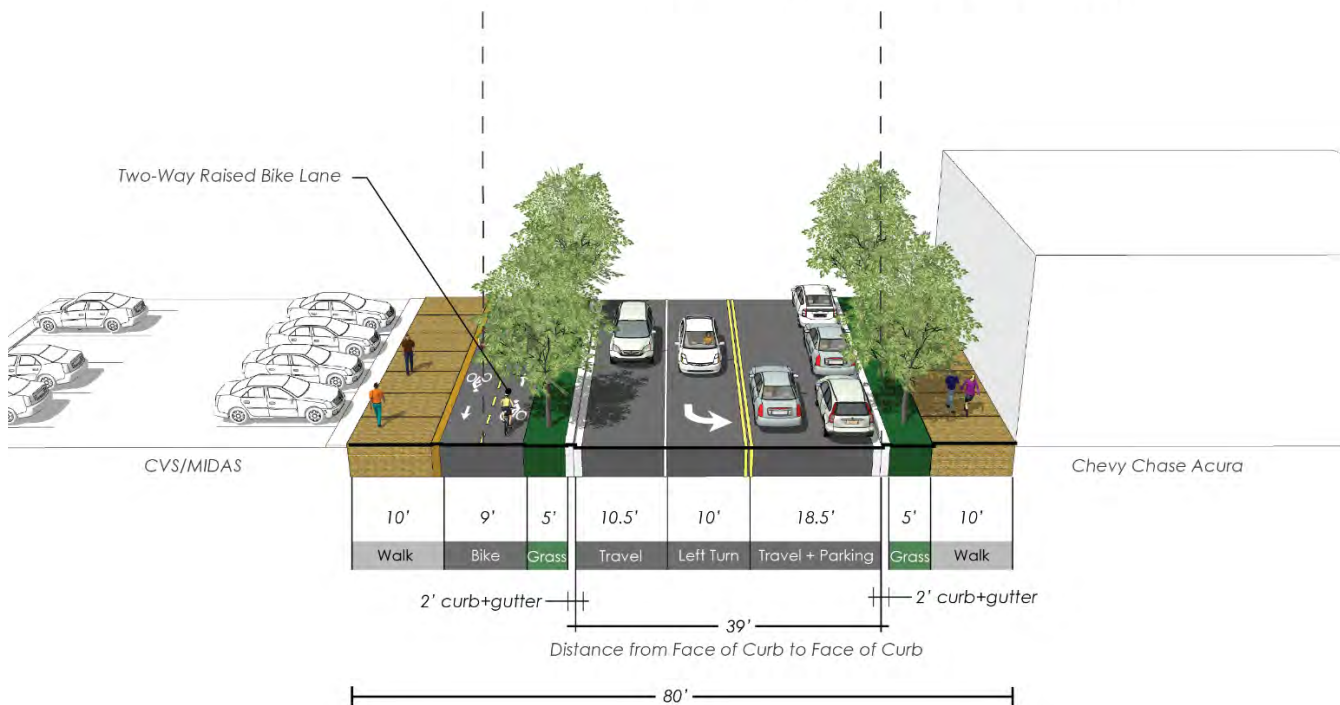 Two-Way Raised Bike Lane
CVS/MIDAS
Chevy Chase Acura
10' 9' 5' 10.5' 10' 18.5' 5' 10'
Walk Bike Grass Travel Left Turn Travel + Parking Grass Walk
2' curb+gutter 2' curb+gutter
39'
Distance from Face of Curb to Face of Curb
80'